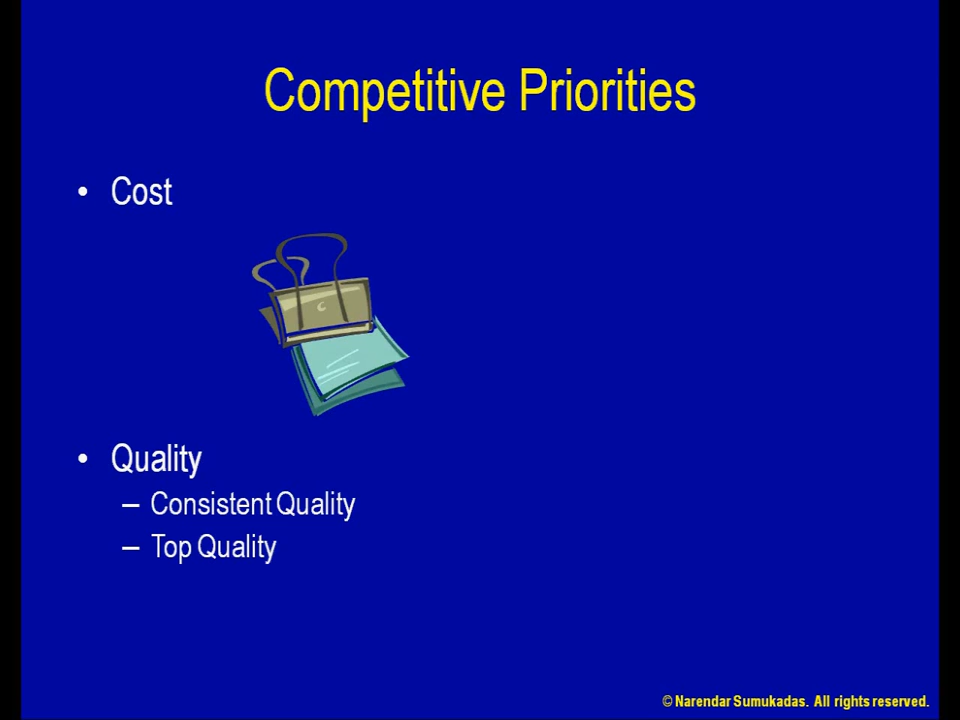 Competitive Priorities
• Cost
• Quality
– Consistent Quality
– Top Quality
© Narendar Sumukadas. All rights reserved.